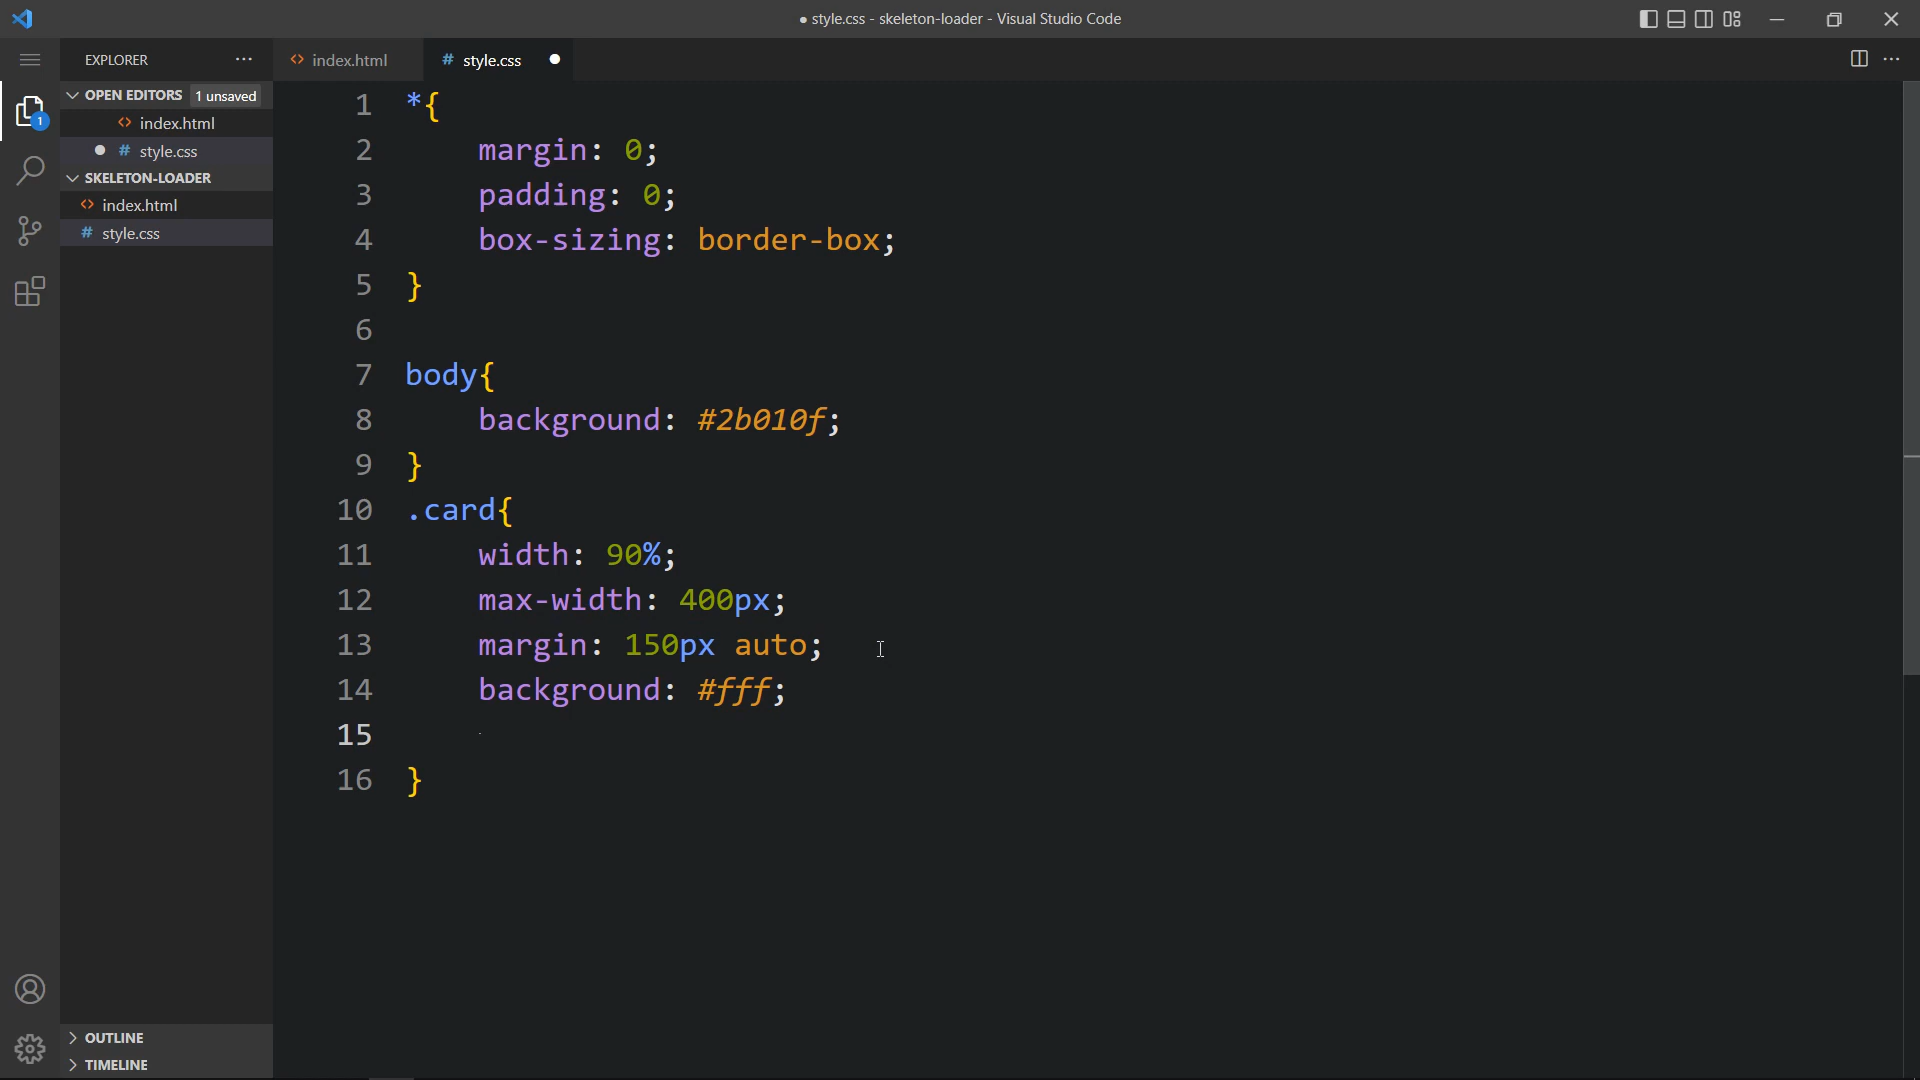 ● style.css - skeleton-loader - Visual Studio Code
EXPLORER
index.html
# style.css
OPEN EDITORS 1 unsaved
index.html
# style.css
SKELETON-LOADER
index.html
# style.css
1
1 *{
2 margin: 0;
3 padding: 0;
4 box-sizing: border-box;
5 }
6
7 body{
8 background: #2b010f;
9 }
10 .card{
11 width: 90%;
12 max-width: 400px;
13 margin: 150px auto;
14 background: #fff;
15
16 }
OUTLINE
TIMELINE